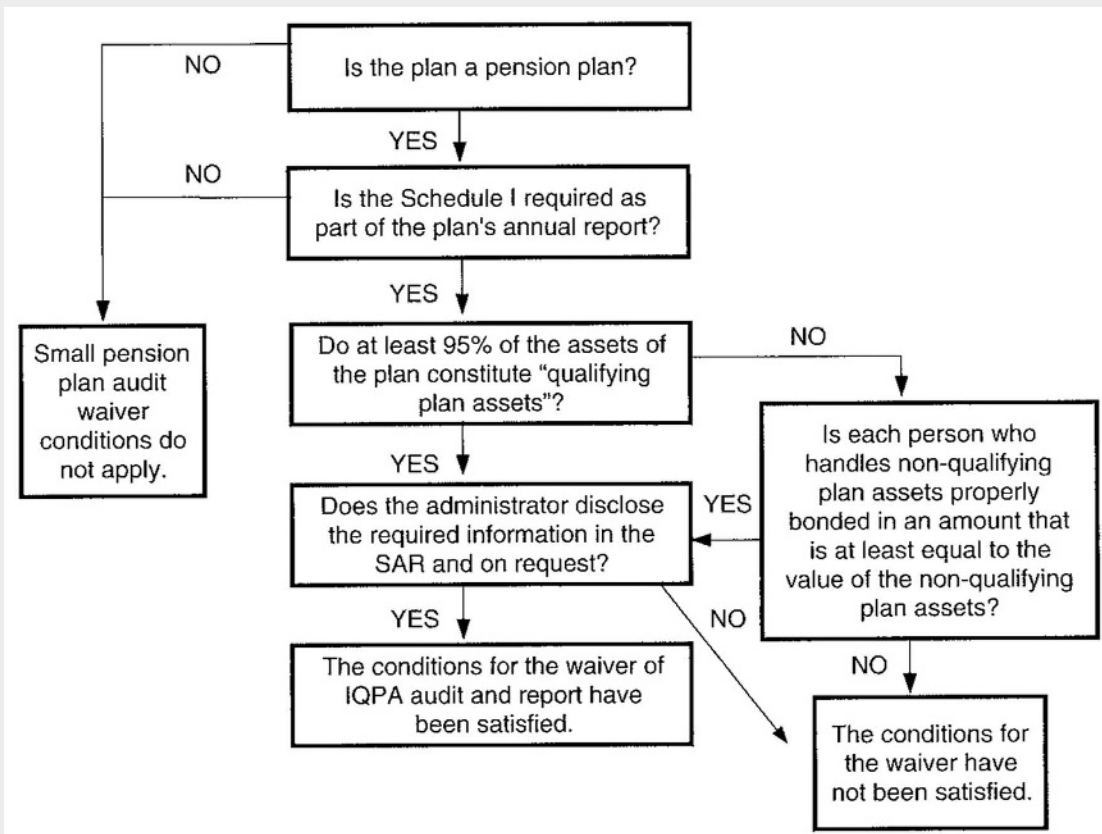 Is the plan a pension plan?
NO
YES
NO
Is the Schedule I required as
part of the plan's annual report?
YES
Small pension
plan audit
waiver
conditions do
not apply.
Do at least 95% of the assets of
the plan constitute “qualifying
plan assets”?
NO
YES
Is each person who
handles non-qualifying
plan assets properly
bonded in an amount that
is at least equal to the
value of the non-qualifying
plan assets?
YES
Does the administrator disclose
the required information in the
SAR and on request?
YES
NO
NO
The conditions for the waiver of
IQPA audit and report have
been satisfied.
The conditions for
the waiver have
not been satisfied.